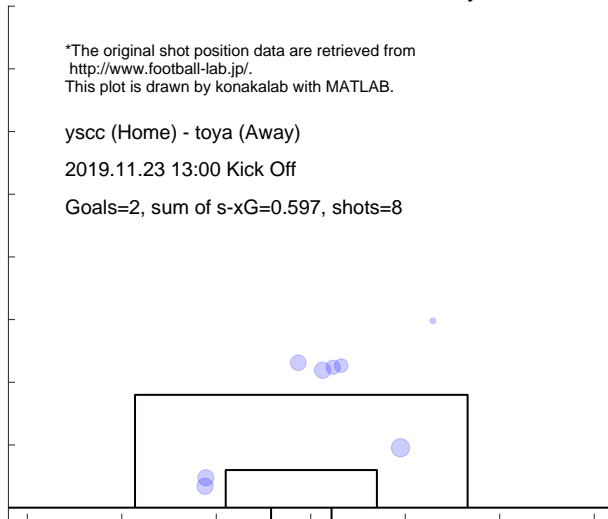 *The original shot position data are retrieved from
http://www.football-lab.jp/.
This plot is drawn by konakalab with MATLAB.
yscc (Home) - toya (Away)
2019.11.23 13:00 Kick Off
Goals=2, sum of s-xG=0.597, shots=8